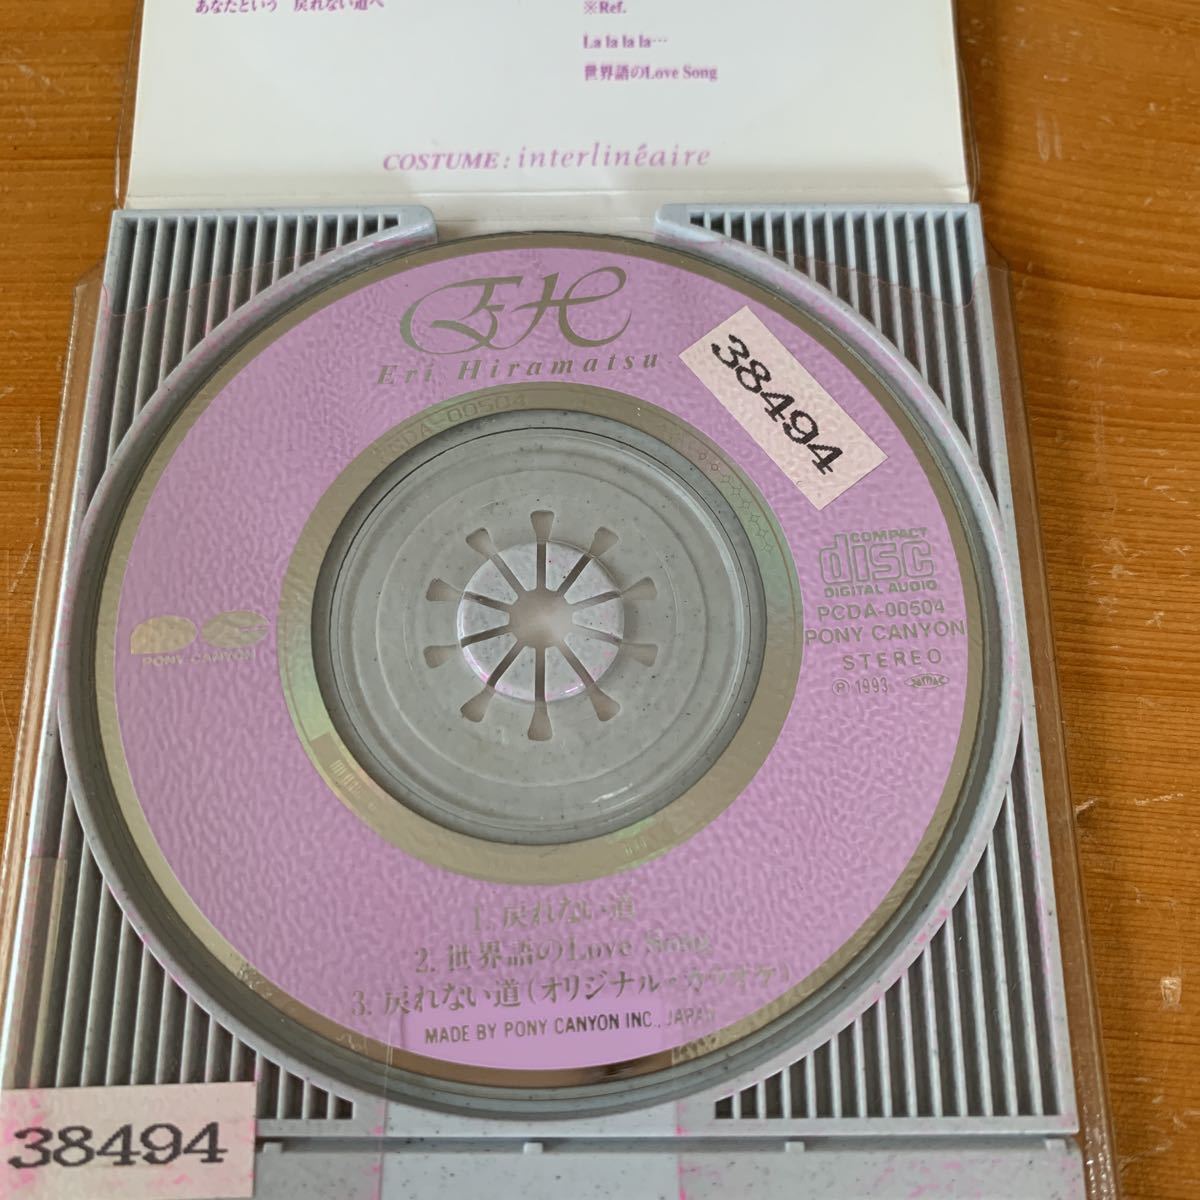 あなたという　戻れない道へ
※Ref.
La la la la…
世界語のLove Song
COSTUME : interlinéaire
EH
Eri Hiramatsu
38494
PCDA-00504
COMPACT
disc
DIGITAL AUDIO
PCDA-00504
PONY CANYON
STEREO
Ⓟ 1993
PONY CANYON
1. 戻れない道
2. 世界語のLove Song
3. 戻れない道(オリジナル・カラオケ)
MADE BY PONY CANYON INC., JAPAN
38494